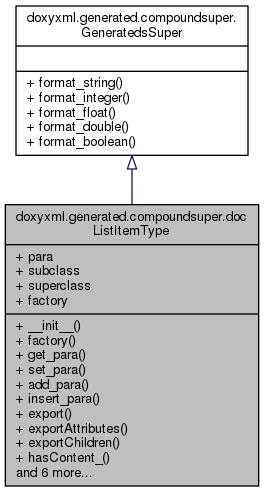 doxyxml.generated.compoundsuper.
GeneratedsSuper
+ format_string()
+ format_integer()
+ format_float()
+ format_double()
+ format_boolean()
doxyxml.generated.compoundsuper.doc
ListItemType
+ para
+ subclass
+ superclass
+ factory
+ __init__()
+ factory()
+ get_para()
+ set_para()
+ add_para()
+ insert_para()
+ export()
+ exportAttributes()
+ exportChildren()
+ hasContent_()
and 6 more...